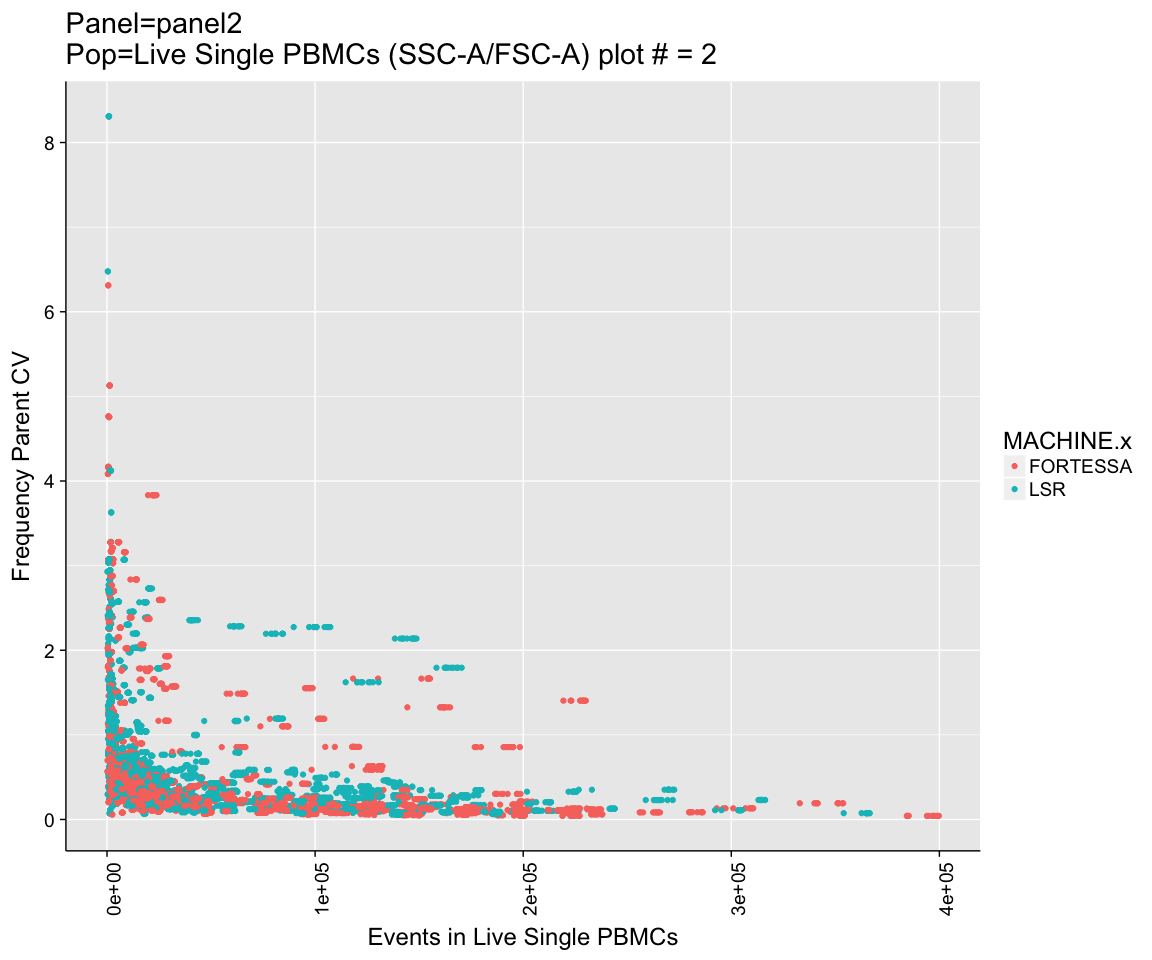 Panel=panel2
Pop=Live Single PBMCs (SSC-A/FSC-A) plot # = 2
8
6
4
2
0
Frequency Parent CV
0e+00
1e+05
2e+05
3e+05
4e+05
Events in Live Single PBMCs
MACHINE.x
FORTESSA
LSR